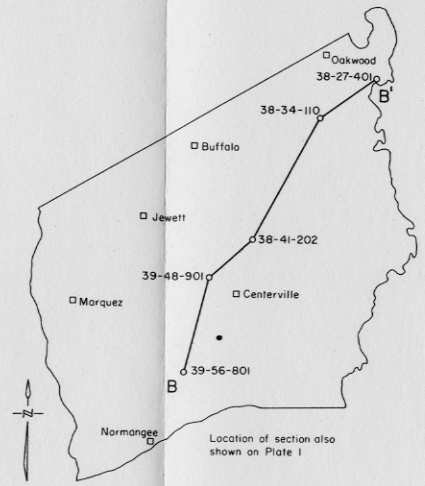 Oakwood
38-27-401
B'
38-34-110
Buffalo
Jewett
38-41-202
39-48-901
Centerville
Marquez
39-56-801
B
N
Normangee
Location of section also
shown on Plate 1